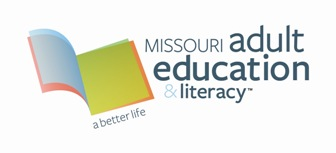 MISSOURI adult
education
& literacy™
a better life